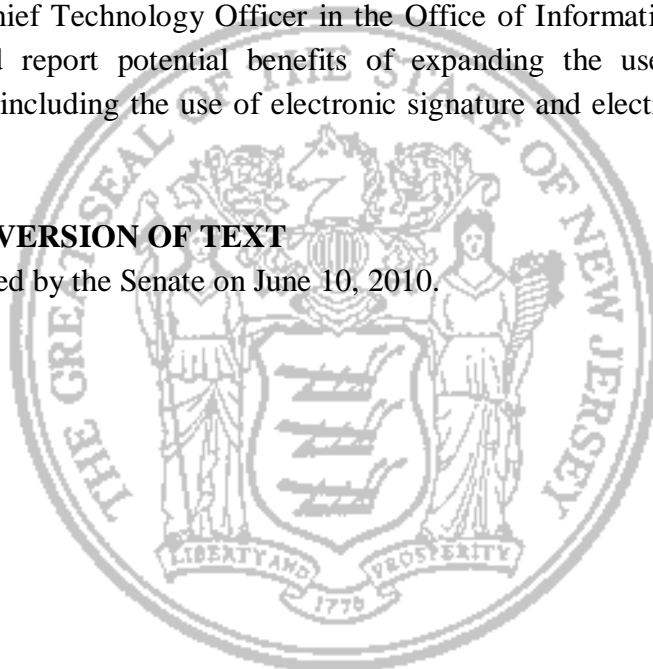 hief Technology Officer in the Office of Informati
d report potential benefits of expanding the use
including the use of electronic signature and electr
VERSION OF TEXT
ed by the Senate on June 10, 2010.
THE GREAT SEAL OF THE STATE OF NEW JERSEY
LIBERTY AND PROSPERITY
1776